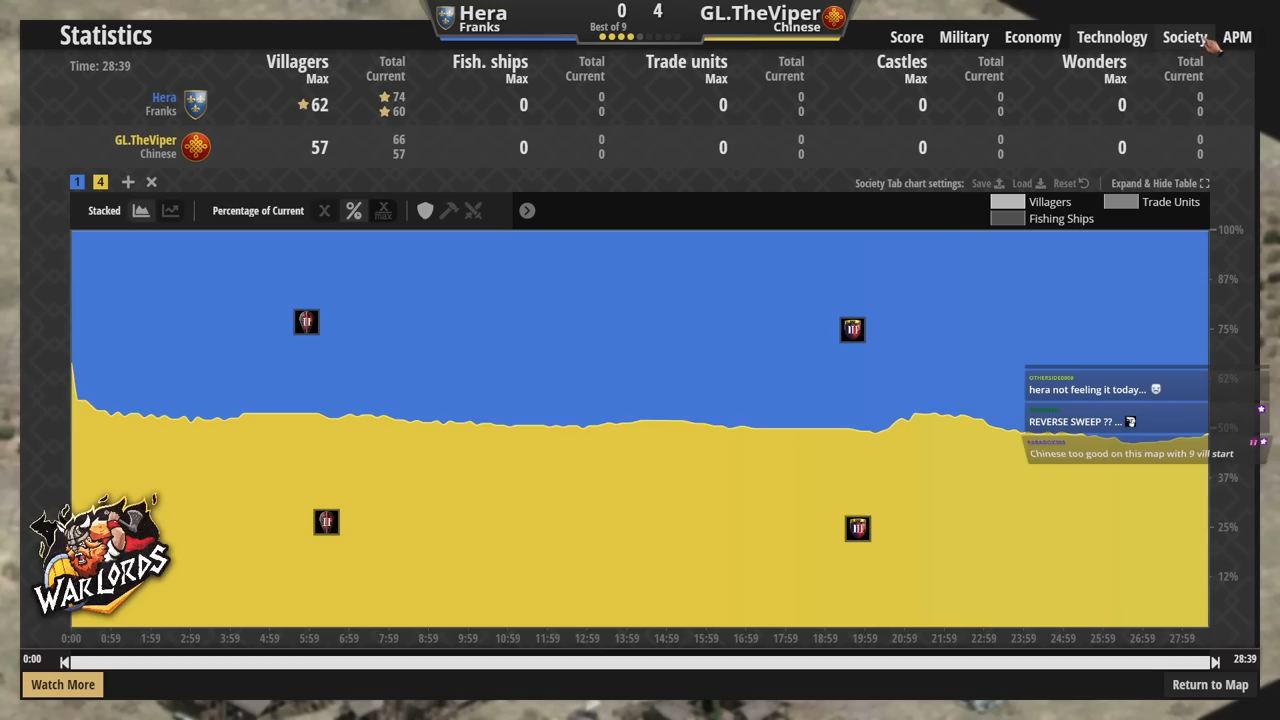 Hera
Franks
0 4
Best of 9
GL.TheViper
Chinese
Statistics
Score Military Economy Technology Society APM
Time: 28:39
Villagers Max Total Current
Fish. ships Max Total Current
Trade units Max Total Current
Castles Max Total Current
Wonders Max Total Current
Hera Franks 62 74 60 0 0 0 0 0 0 0 0 0 0 0 0
GL.TheViper Chinese 57 66 57 0 0 0 0 0 0 0 0 0 0 0 0
1 4
Society Tab chart settings: Save Load Reset Expand & Hide Table
Stacked Percentage of Current X % X max
Villagers Trade Units
Fishing Ships
100%
87%
75%
62%
50%
37%
25%
12%
II
III
II
III
hera not feeling it today...
REVERSE SWEEP ?? ...
Chinese too good on this map with 9 vill start
WARLORDS
0:00 0:59 1:59 2:59 3:59 4:59 5:59 6:59 7:59 8:59 9:59 10:59 11:59 12:59 13:59 14:59 15:59 16:59 17:59 18:59 19:59 20:59 21:59 22:59 23:59 24:59 25:59 26:59 27:59
0:00 28:39
Watch More Return to Map